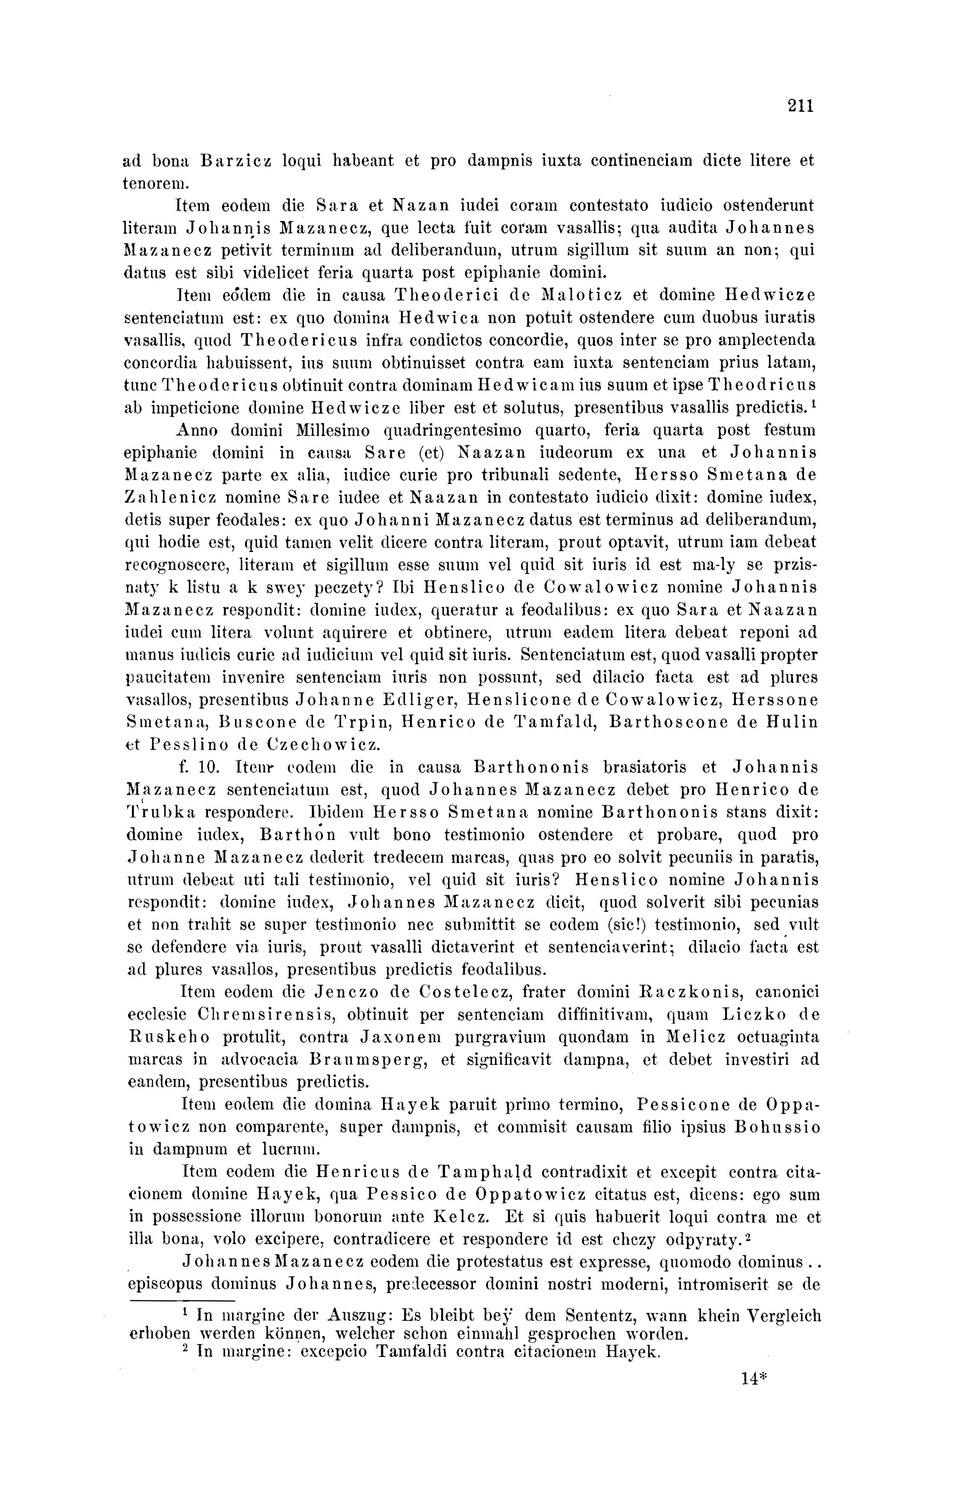 211
ad bona Barzicz loqui habeant et pro dampnis iuxta continenciam dicte litere et
tenorem.
Item eodem die Sara et Nazan iudei coram contestato iudicio ostenderunt
literam Johannis Mazanecz, que lecta fuit coram vasallis; qua audita Johannes
Mazanecz petivit terminum ad deliberandum, utrum sigillum sit suum an non; qui
datus est sibi videlicet feria quarta post epiphanie domini.
Item eodem die in causa Theoderici de Maloticz et domine Hedwicze
sentenciatum est: ex quo domina Hedwica non potuit ostendere cum duobus iuratis
vasallis, quod Theodericus infra condictos concordie, quos inter se pro amplectenda
concordia habuissent, ius suum obtinuisset contra eam iuxta sentenciam prius latam,
tunc Theodericus obtinuit contra dominam Hedwicam ius suum et ipse Theodricus
ab impeticione domine Hedwicze liber est et solutus, presentibus vasallis predictis.¹
Anno domini Millesimo quadringentesimo quarto, feria quarta post festum
epiphanie domini in causa Sare (et) Naazan iudeorum ex una et Johannis
Mazanecz parte ex alia, iudice curie pro tribunali sedente, Hersso Smetana de
Zahlenicz nomine Sare iudee et Naazan in contestato iudicio dixit: domine iudex,
detis super feodales: ex quo Johanni Mazanecz datus est terminus ad deliberandum,
qui hodie est, quid tamen velit dicere contra literam, prout optavit, utrum iam debeat
recognoscere, literam et sigillum esse suum vel quid sit iuris id est ma-ly se przis-
naty k listu a k swey peczety? Ibi Henslico de Cowalowicz nomine Johannis
Mazanecz respondit: domine iudex, queratur a feodalibus: ex quo Sara et Naazan
iudei cum litera volunt aquirere et obtinere, utrum eadem litera debeat reponi ad
manus iudicis curie ad iudicium vel quid sit iuris. Sentenciatum est, quod vasalli propter
paucitatem invenire sentenciam iuris non possunt, sed dilacio facta est ad plures
vasallos, presentibus Johanne Edliger, Henslicone de Cowalowicz, Herssone
Smetana, Buscone de Trpin, Henrico de Tamfald, Barthoscone de Hulin
et Pesslino de Czechowicz.
f. 10. Item eodem die in causa Barthononis brasiatoris et Johannis
Mazanecz sentenciatum est, quod Johannes Mazanecz debet pro Henrico de
Trubka respondere. Ibidem Hersso Smetana nomine Barthononis stans dixit:
domine iudex, Barthon vult bono testimonio ostendere et probare, quod pro
Johanne Mazanecz dederit tredecem marcas, quas pro eo solvit pecuniis in paratis,
utrum debeat uti tali testimonio, vel quid sit iuris? Henslico nomine Johannis
respondit: domine iudex, Johannes Mazanecz dicit, quod solverit sibi pecunias
et non trahit se super testimonio nec submittit se eodem (sic!) testimonio, sed vult
se defendere via iuris, prout vasalli dictaverint et sentenciaverint; dilacio facta est
ad plures vasallos, presentibus predictis feodalibus.
Item eodem die Jenczo de Costelecz, frater domini Raczkonis, canonici
ecclesie Chremsirensis, obtinuit per sentenciam diffinitivam, quam Liczko de
Ruskeho protulit, contra Jaxonem purgravium quondam in Melicz octuaginta
marcas in advocacia Braumsperg, et significavit dampna, et debet investiri ad
eandem, presentibus predictis.
Item eodem die domina Hayek paruit primo termino, Pessicone de Oppa-
towicz non comparente, super dampnis, et commisit causam filio ipsius Bohussio
in dampnum et lucrum.
Item eodem die Henricus de Tamphald contradixit et excepit contra cita-
cionem domine Hayek, qua Pessico de Oppatowicz citatus est, dicens: ego sum
in possessione illorum bonorum ante Kelcz. Et si quis habuerit loqui contra me et
illa bona, volo excipere, contradicere et respondere id est chczy odpyraty.²
Johannes Mazanecz eodem die protestatus est expresse, quomodo dominus . .
episcopus dominus Johannes, predecessor domini nostri moderni, intromiserit se de
¹ In margine der Auszug: Es bleibt beÿ dem Sententz, wann khein Vergleich
erhoben werden können, welcher schon einmahl gesprochen worden.
² In margine: excepcio Tamfaldi contra citacionem Hayek.
14*